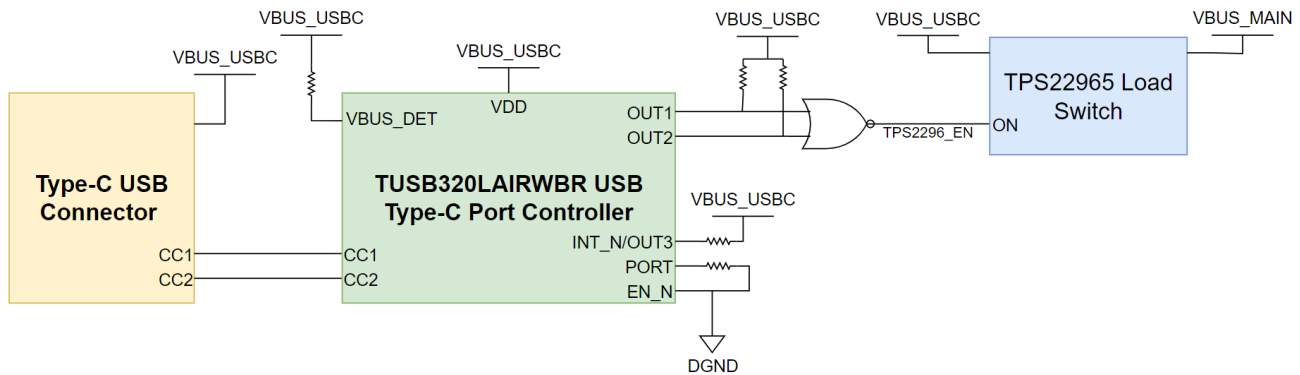 VBUS_USBC
VBUS_USBC
VBUS_USBC
VBUS_USBC
VBUS_USBC
VBUS_MAIN
VDD
VBUS_DET
OUT1
OUT2
TPS2296_EN
ON
TPS22965 Load
Switch
Type-C USB
Connector
TUSB320LAIRWBR USB
Type-C Port Controller
VBUS_USBC
INT_N/OUT3
PORT
EN_N
CC1
CC2
CC1
CC2
DGND